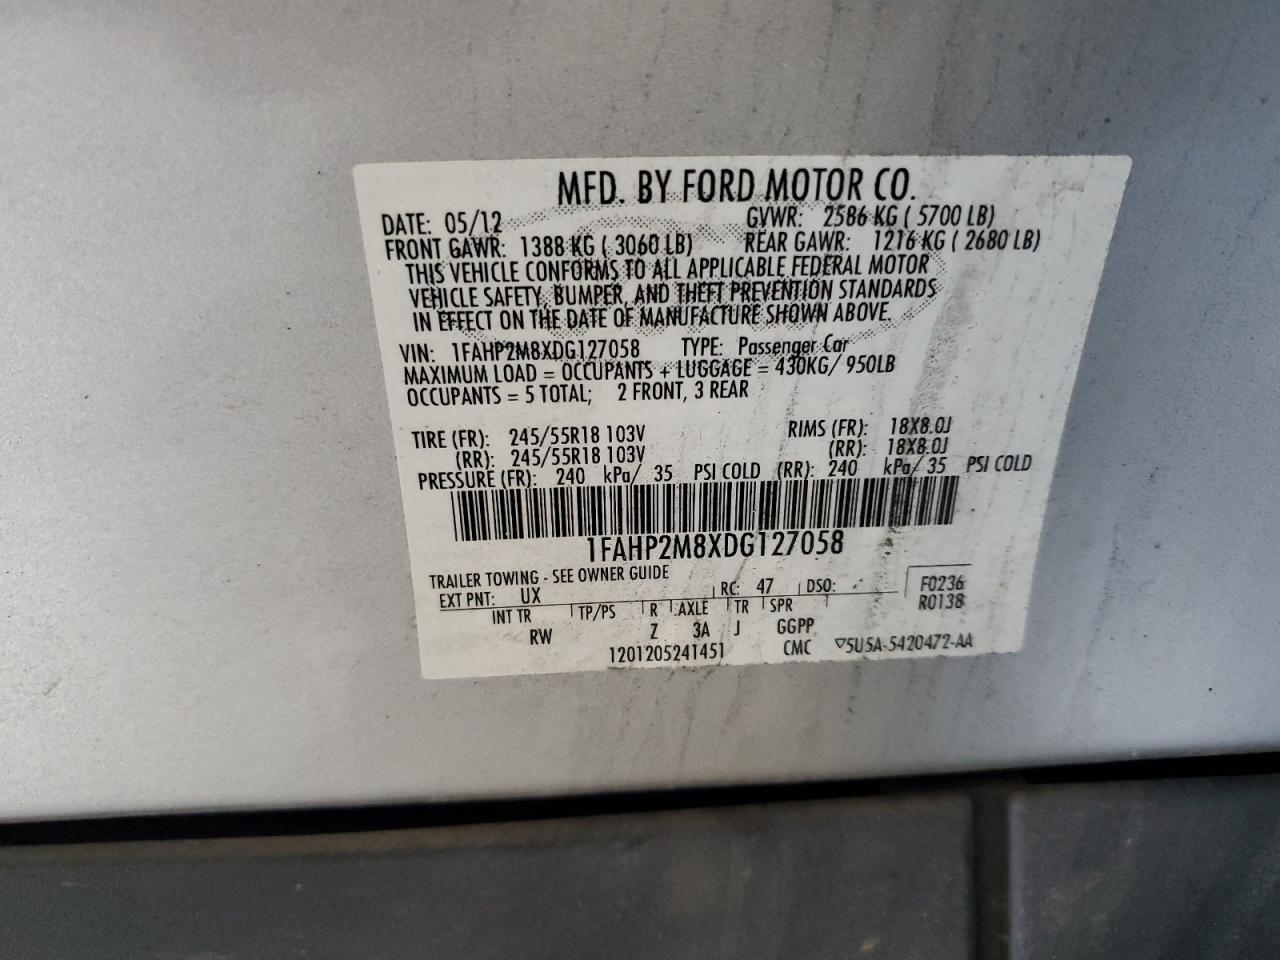 MFD. BY FORD MOTOR CO.
DATE: 05/12 GVWR: 2586 KG ( 5700 LB)
FRONT GAWR: 1388 KG ( 3060 LB) REAR GAWR: 1216 KG ( 2680 LB)
THIS VEHICLE CONFORMS TO ALL APPLICABLE FEDERAL MOTOR
VEHICLE SAFETY, BUMPER, AND THEFT PREVENTION STANDARDS
IN EFFECT ON THE DATE OF MANUFACTURE SHOWN ABOVE.
VIN: 1FAHP2M8XDG127058 TYPE: Passenger Car
MAXIMUM LOAD = OCCUPANTS + LUGGAGE = 430KG/ 950LB
OCCUPANTS = 5 TOTAL; 2 FRONT, 3 REAR
TIRE (FR): 245/55R18 103V RIMS (FR): 18X8.0J
(RR): 245/55R18 103V (RR): 18X8.0J
PRESSURE (FR): 240 kPa/ 35 PSI COLD (RR): 240 kPa/ 35 PSI COLD
1FAHP2M8XDG127058
TRAILER TOWING - SEE OWNER GUIDE
EXT PNT: UX RC: 47 DSO: F0236
INT TR TP/PS R AXLE TR SPR R0138
RW Z 3A J GGPP
1201205241451 CMC ▽5U5A-5420472-AA